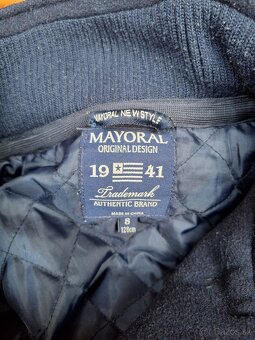 MAYORAL NEW STYLE
MAYORAL
ORIGINAL DESIGN
19 41
Trademark
AUTHENTIC BRAND
MADE IN CHINA
8
128cm